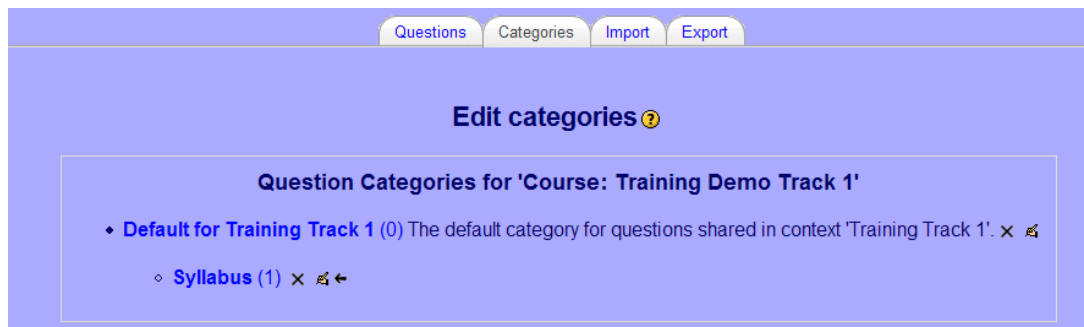 Questions Categories Import Export
Edit categories ?
Question Categories for 'Course: Training Demo Track 1'
Default for Training Track 1 (0) The default category for questions shared in context 'Training Track 1'.
Syllabus (1)